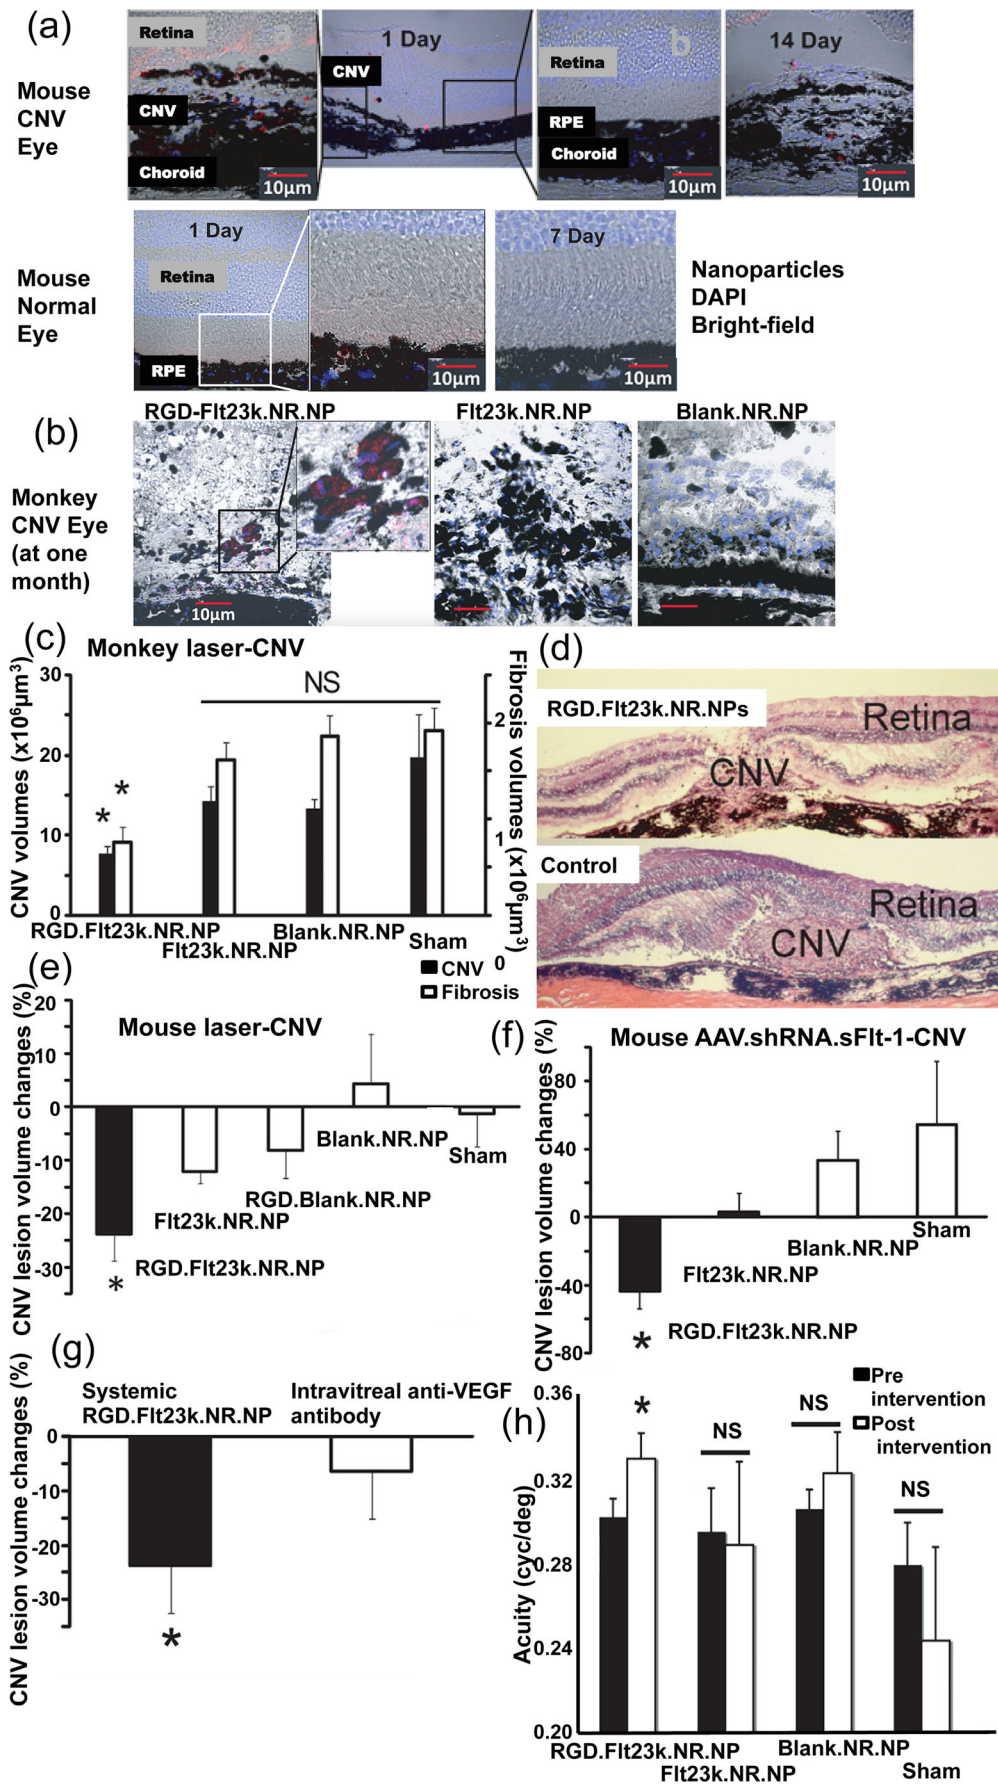 (a)
Mouse
CNV
Eye
Retina
a
CNV
Choroid
10µm
1 Day
CNV
b
Retina
RPE
Choroid
10µm
14 Day
10µm
Mouse
Normal
Eye
1 Day
Retina
RPE
10µm
7 Day
10µm
Nanoparticles
DAPI
Bright-field
(b)
Monkey
CNV Eye
(at one
month)
RGD-Flt23k.NR.NP
Flt23k.NR.NP
Blank.NR.NP
10µm
(c)
Monkey laser-CNV
CNV volumes (x10⁶µm³)
30
20
10
0
NS
*
*
Fibrosis volumes (x10⁶µm³)
2
1
0
RGD.Flt23k.NR.NP
Flt23k.NR.NP
Blank.NR.NP
Sham
CNV
Fibrosis
(d)
RGD.Flt23k.NR.NPs
Retina
CNV
Control
Retina
CNV
(e)
Mouse laser-CNV
CNV lesion volume changes (%)
20
10
0
-10
-20
-30
Blank.NR.NP
Sham
RGD.Blank.NR.NP
Flt23k.NR.NP
RGD.Flt23k.NR.NP
*
(f)
Mouse AAV.shRNA.sFlt-1-CNV
CNV lesion volume changes (%)
80
40
0
-40
-80
Sham
Blank.NR.NP
Flt23k.NR.NP
RGD.Flt23k.NR.NP
*
(g)
CNV lesion volume changes (%)
Systemic
RGD.Flt23k.NR.NP
Intravitreal anti-VEGF
antibody
0
-10
-20
-30
*
(h)
Acuity (cyc/deg)
0.36
0.32
0.28
0.24
0.20
*
NS
NS
NS
Pre
intervention
Post
intervention
RGD.Flt23k.NR.NP
Flt23k.NR.NP
Blank.NR.NP
Sham